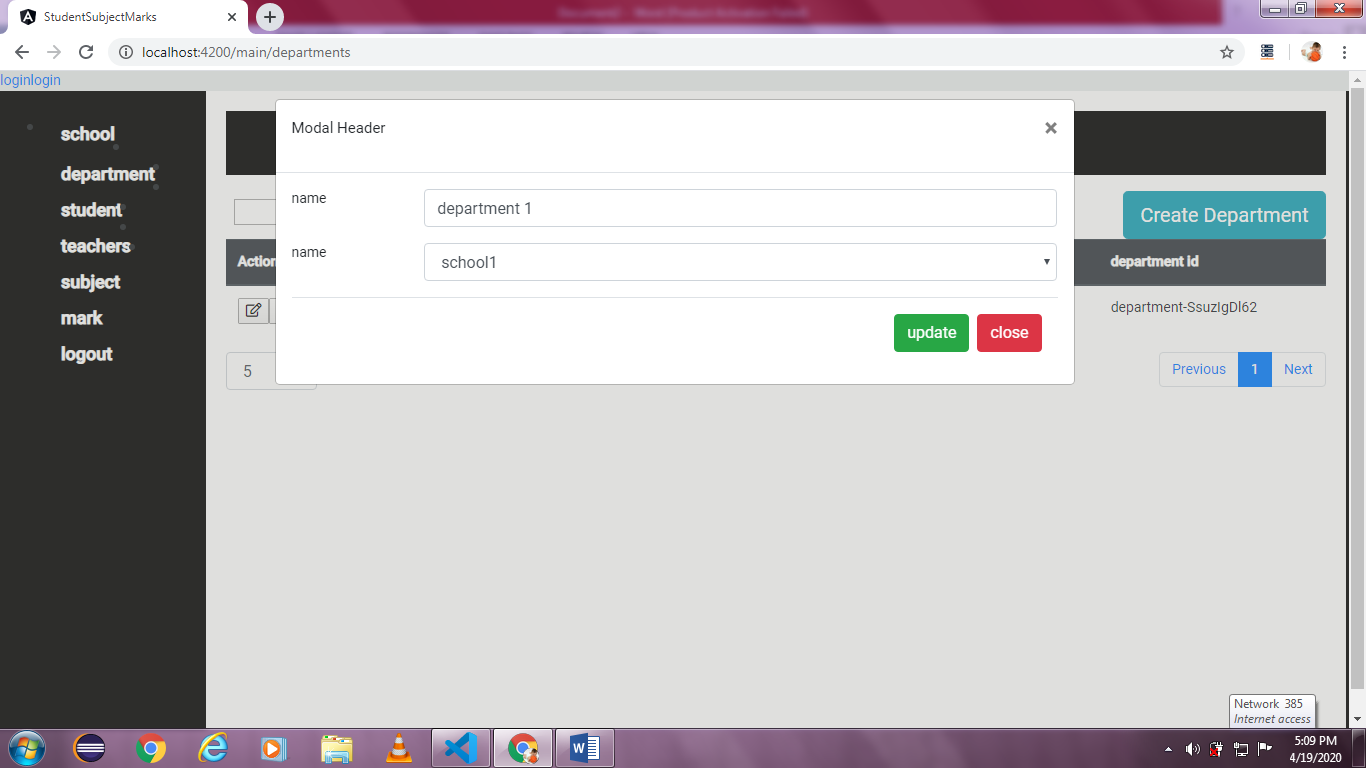 StudentSubjectMarks
localhost:4200/main/departments
loginlogin
school
department
student
teachers
subject
mark
logout
Modal Header
×
name
department 1
name
school1
update
close
Create Department
Action
department Id
department-SsuzIgDl62
5
Previous
1
Next
Network 385
Internet access
5:09 PM
4/19/2020